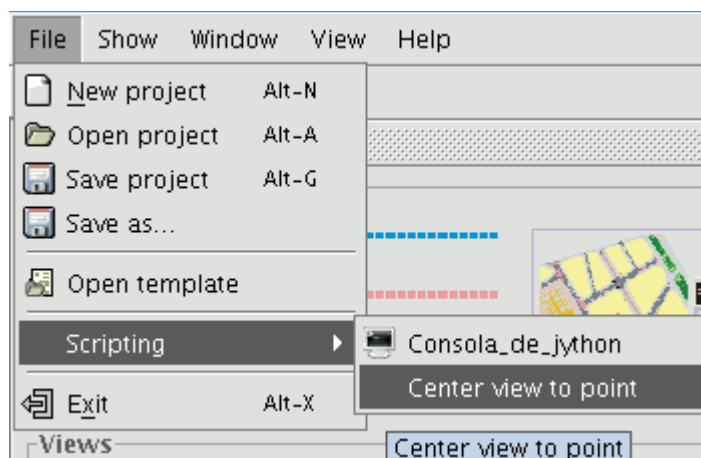 File Show Window View Help
New project Alt-N
Open project Alt-A
Save project Alt-G
Save as...
Open template
Scripting
Consola_de_jython
Center view to point
Exit Alt-X
Views
Center view to point